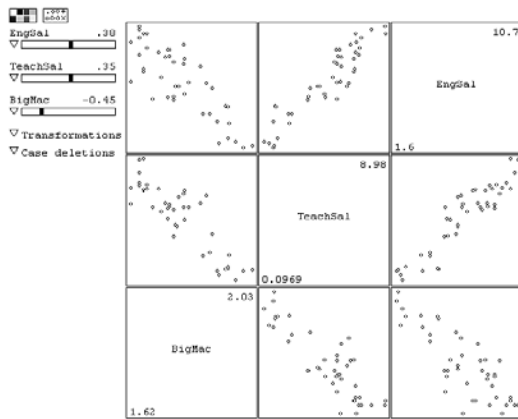 EngSal .38
TeachSal .35
BigMac -0.45
Transformations
Case deletions
10.7
EngSal
1.6
8.98
TeachSal
0.0969
2.03
BigMac
1.62